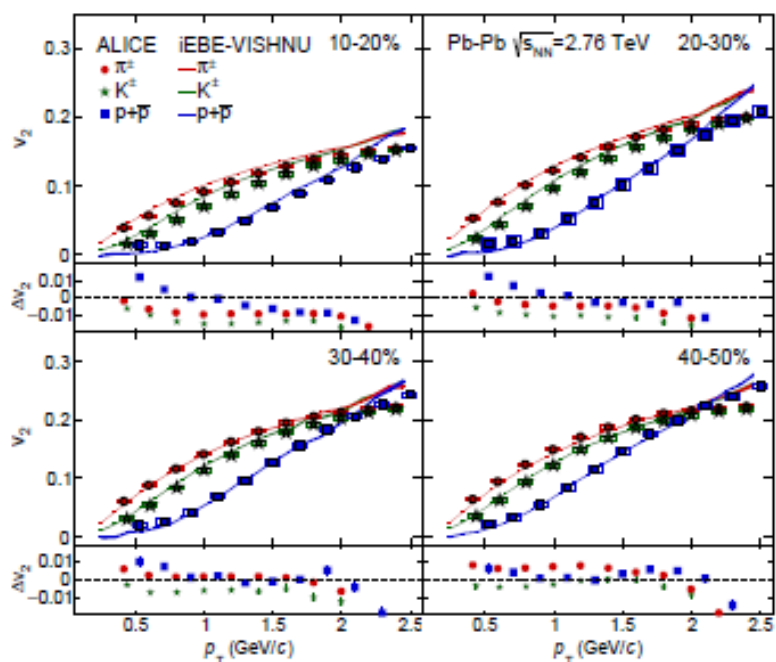 ALICE iEBE-VISHNU 10-20%
π± π±
K± K±
p+p̅ p+p̅
Pb-Pb √sNN=2.76 TeV 20-30%
0.3
0.2
0.1
0
v2
0.01
0
−0.01
Δv2
30-40%
40-50%
0.3
0.2
0.1
0
v2
0.01
0
−0.01
Δv2
0.5 1 1.5 2 2.5
0.5 1 1.5 2 2.5
pT (GeV/c)
pT (GeV/c)